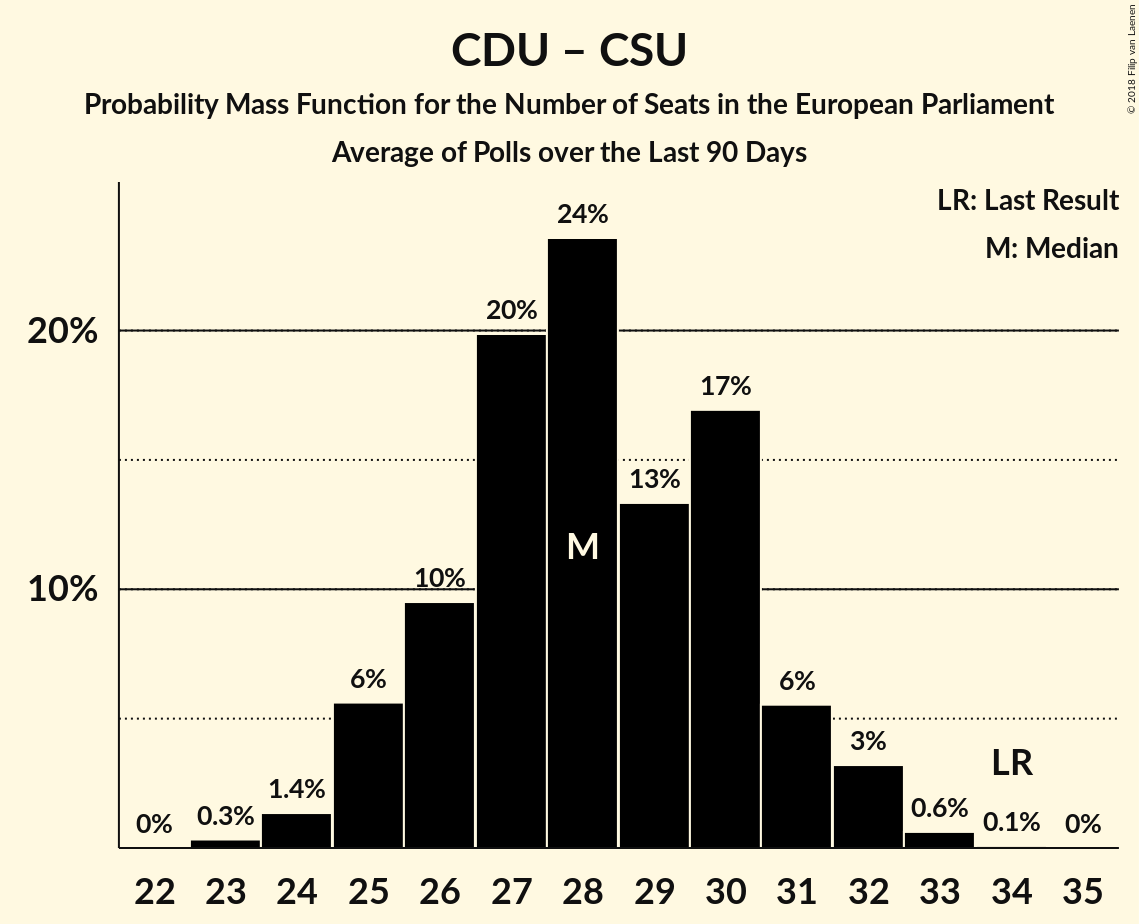 CDU – CSU
Probability Mass Function for the Number of Seats in the European Parliament
Average of Polls over the Last 90 Days
© 2018 Filip van Laenen
LR: Last Result
M: Median
24%
20%
20%
17%
13%
M
10%
10%
6%
6%
3%
LR
1.4%
0.3%
0.6%
0.1%
0%
0%
22 23 24 25 26 27 28 29 30 31 32 33 34 35